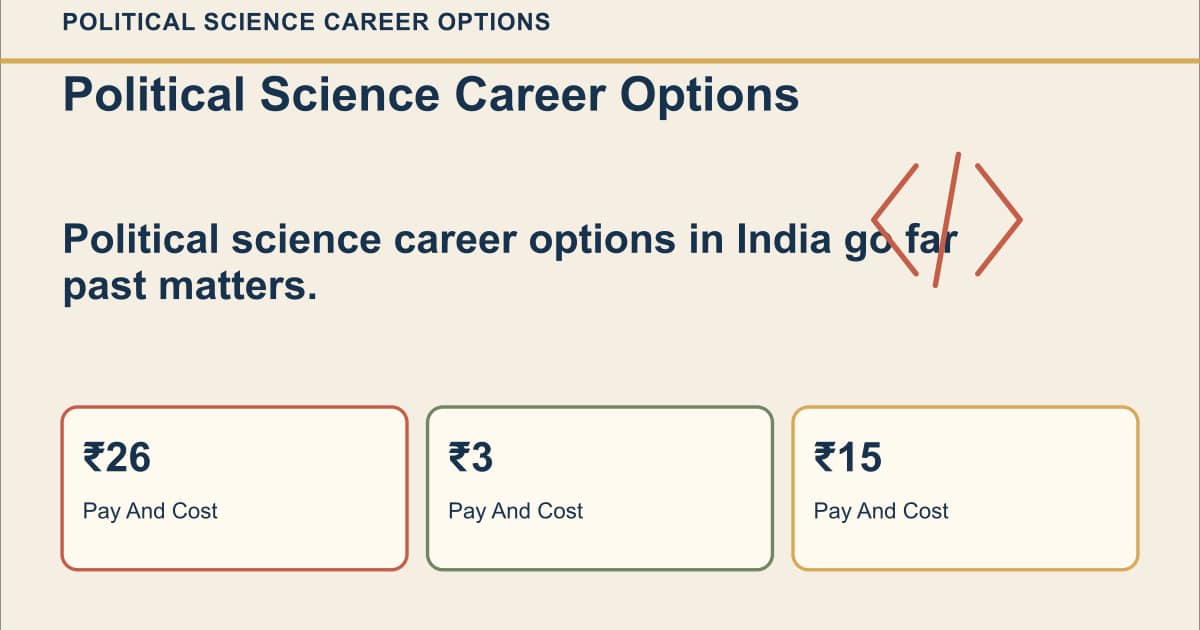 POLITICAL SCIENCE CAREER OPTIONS
Political Science Career Options
Political science career options in India go far
past matters.
₹26
Pay And Cost
₹3
Pay And Cost
₹15
Pay And Cost